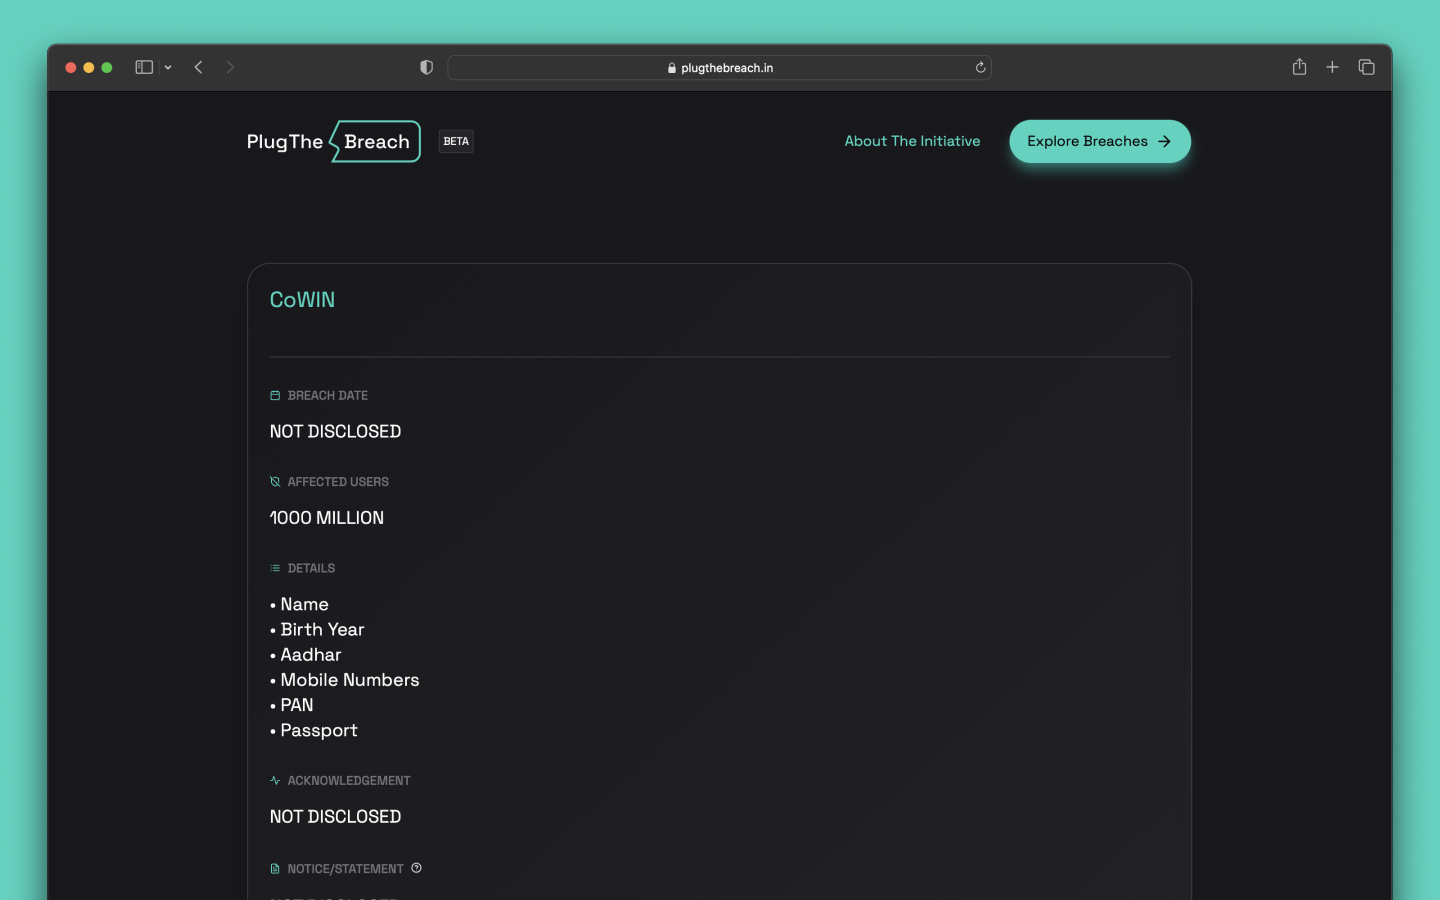 plugthebreach.in
PlugThe Breach BETA
About The Initiative
Explore Breaches
CoWIN
BREACH DATE
NOT DISCLOSED
AFFECTED USERS
1000 MILLION
DETAILS
• Name
• Birth Year
• Aadhar
• Mobile Numbers
• PAN
• Passport
ACKNOWLEDGEMENT
NOT DISCLOSED
NOTICE/STATEMENT